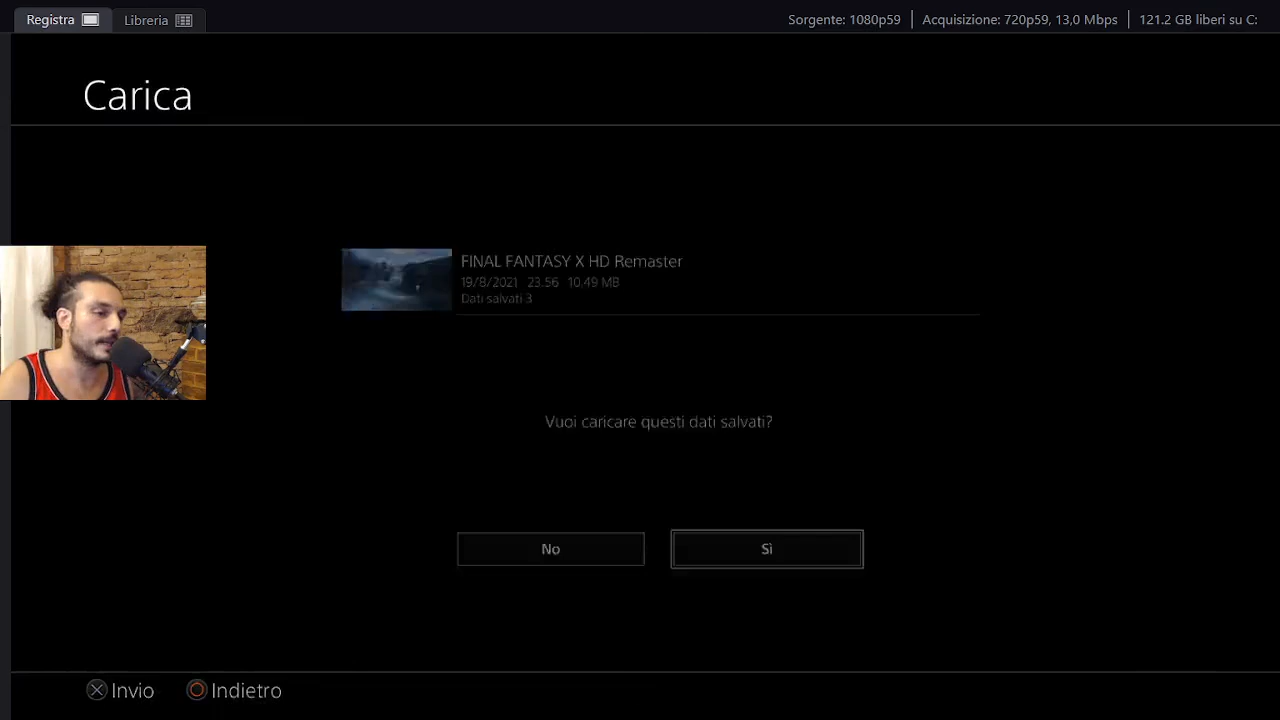 Registra
Libreria
Sorgente: 1080p59
Acquisizione: 720p59, 13,0 Mbps
121.2 GB liberi su C:
Carica
FINAL FANTASY X HD Remaster
19/8/2021 23.56 10.49 MB
Dati salvati 3
Vuoi caricare questi dati salvati?
No
Sì
Invio
Indietro